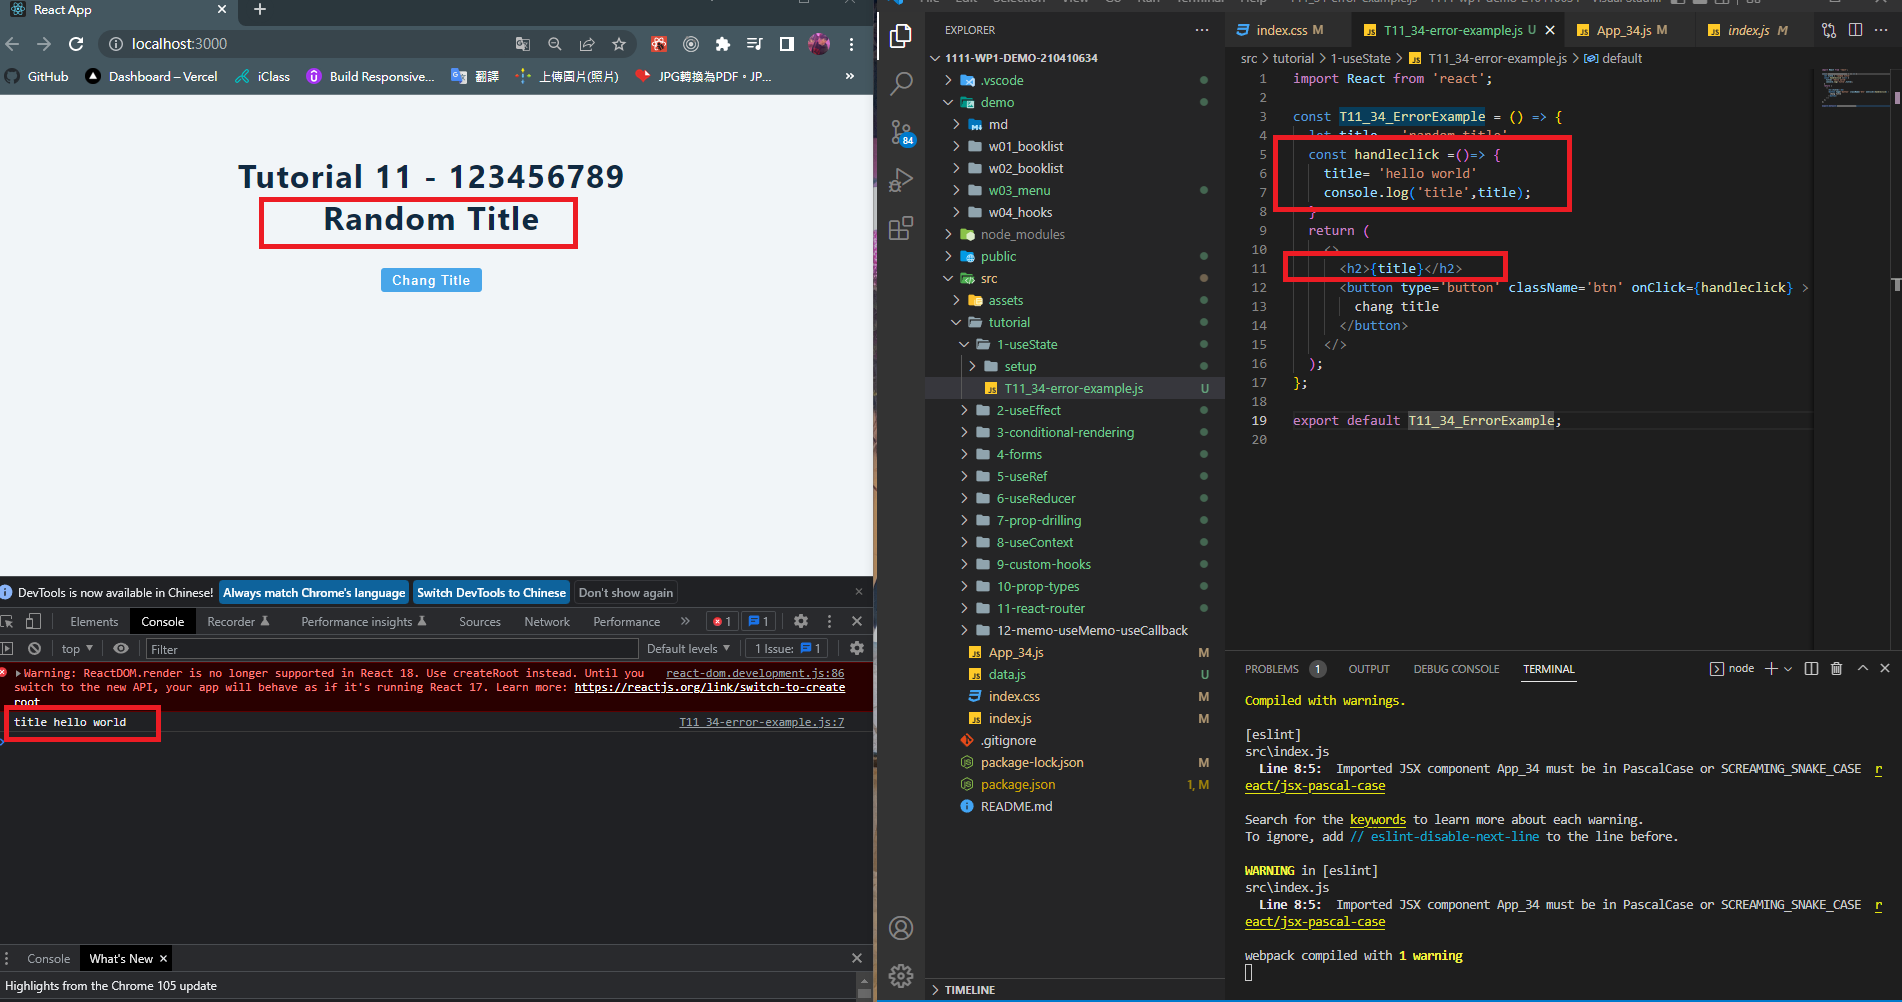 React App
localhost:3000
GitHub
Dashboard – Vercel
iClass
Build Responsive...
翻譯
上傳圖片(照片)
JPG轉換為PDF・JP...
»
Tutorial 11 - 123456789
Random Title
Chang Title
DevTools is now available in Chinese!
Always match Chrome's language
Switch DevTools to Chinese
Don't show again
Elements
Console
Recorder
Performance insights
Sources
Network
Performance
»
1
1
top
Filter
Default levels
1 Issue:
1
Warning: ReactDOM.render is no longer supported in React 18. Use createRoot instead. Until you
react-dom.development.js:86
switch to the new API, your app will behave as if it's running React 17. Learn more: https://reactjs.org/link/switch-to-create
root
title hello world
T11_34-error-example.js:7
Console
What's New
Highlights from the Chrome 105 update
EXPLORER
1111-WP1-DEMO-210410634
.vscode
demo
md
w01_booklist
w02_booklist
w03_menu
w04_hooks
node_modules
public
src
assets
tutorial
1-useState
setup
T11_34-error-example.js U
2-useEffect
3-conditional-rendering
4-forms
5-useRef
6-useReducer
7-prop-drilling
8-useContext
9-custom-hooks
10-prop-types
11-react-router
12-memo-useMemo-useCallback
App_34.js M
data.js U
index.css M
index.js M
.gitignore
package-lock.json M
package.json 1, M
README.md
TIMELINE
84
index.css M
T11_34-error-example.js U
App_34.js M
index.js M
src > tutorial > 1-useState > T11_34-error-example.js > default
1 import React from 'react';
2
3 const T11_34_ErrorExample = () => {
4 let title = 'random title'
5 const handleclick =()=> {
6 title= 'hello world'
7 console.log('title',title);
8 }
9 return (
10 <>
11 <h2>{title}</h2>
12 <button type='button' className='btn' onClick={handleclick} >
13 chang title
14 </button>
15 </>
16 );
17 };
18
19 export default T11_34_ErrorExample;
20
PROBLEMS 1
OUTPUT
DEBUG CONSOLE
TERMINAL
node
Compiled with warnings.
[eslint]
src\index.js
Line 8:5: Imported JSX component App_34 must be in PascalCase or SCREAMING_SNAKE_CASE r
eact/jsx-pascal-case
Search for the keywords to learn more about each warning.
To ignore, add // eslint-disable-next-line to the line before.
WARNING in [eslint]
src\index.js
Line 8:5: Imported JSX component App_34 must be in PascalCase or SCREAMING_SNAKE_CASE r
eact/jsx-pascal-case
webpack compiled with 1 warning